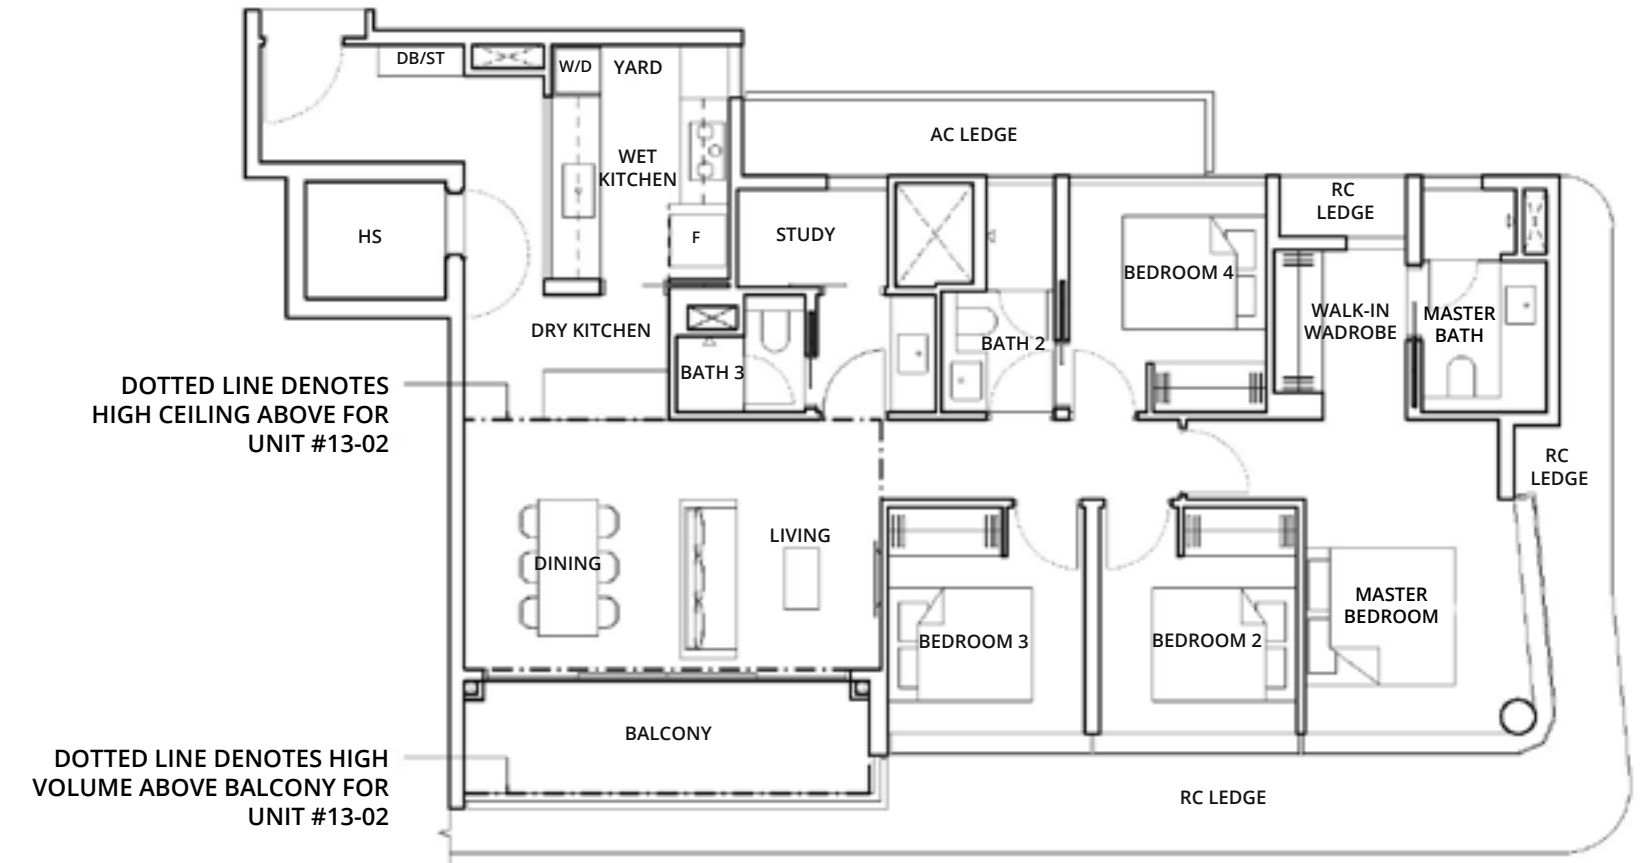 DB/ST
W/D
YARD
AC LEDGE
WET
KITCHEN
RC
LEDGE
HS
F
STUDY
BEDROOM 4
DRY KITCHEN
BATH 3
BATH 2
WALK-IN
WADROBE
MASTER
BATH
DOTTED LINE DENOTES
HIGH CEILING ABOVE FOR
UNIT #13-02
RC
LEDGE
DINING
LIVING
BEDROOM 3
BEDROOM 2
MASTER
BEDROOM
BALCONY
DOTTED LINE DENOTES HIGH
VOLUME ABOVE BALCONY FOR
UNIT #13-02
RC LEDGE